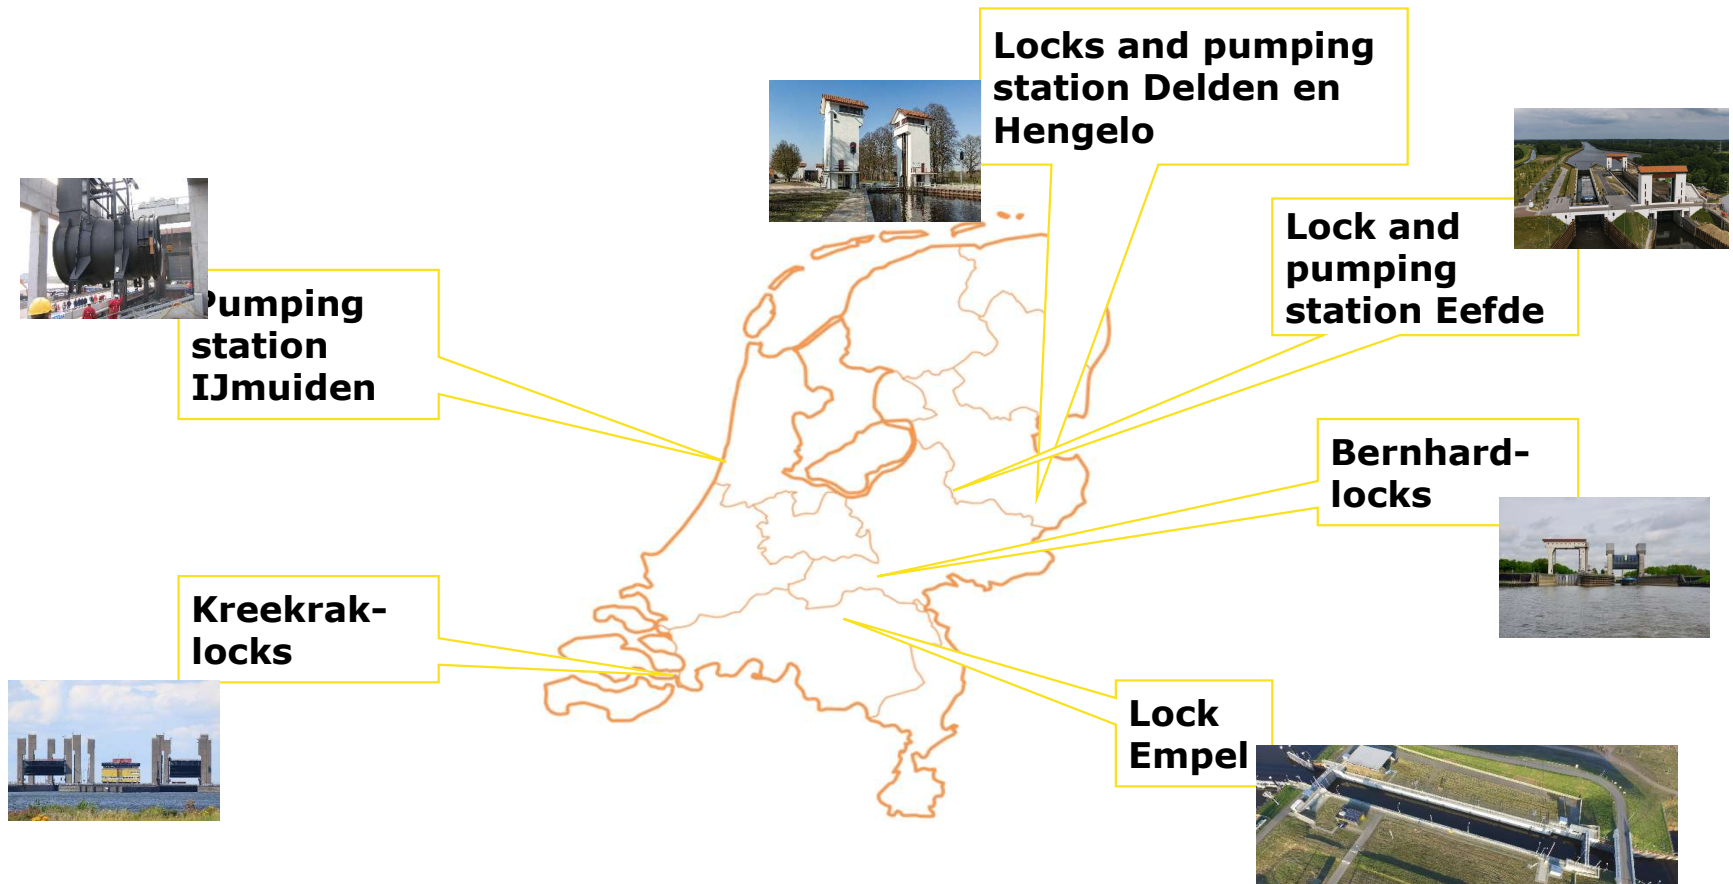 Locks and pumping
station Delden en
Hengelo
Lock and
pumping
station Eefde
Pumping
station
IJmuiden
Bernhard-
locks
Kreekrak-
locks
Lock
Empel